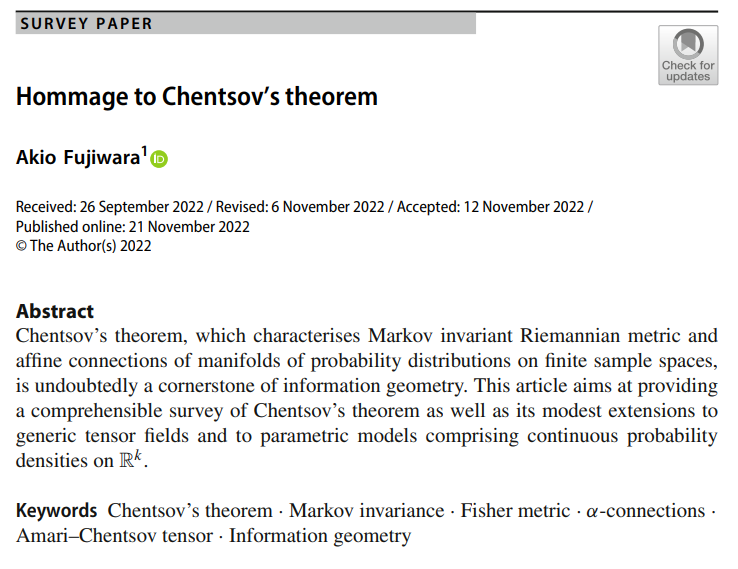 SURVEY PAPER
Check for
updates
Hommage to Chentsov's theorem
Akio Fujiwara¹ iD
Received: 26 September 2022 / Revised: 6 November 2022 / Accepted: 12 November 2022 /
Published online: 21 November 2022
© The Author(s) 2022
Abstract
Chentsov's theorem, which characterises Markov invariant Riemannian metric and
affine connections of manifolds of probability distributions on finite sample spaces,
is undoubtedly a cornerstone of information geometry. This article aims at providing
a comprehensible survey of Chentsov's theorem as well as its modest extensions to
generic tensor fields and to parametric models comprising continuous probability
densities on ℝᵏ.
Keywords Chentsov's theorem · Markov invariance · Fisher metric · α-connections ·
Amari–Chentsov tensor · Information geometry